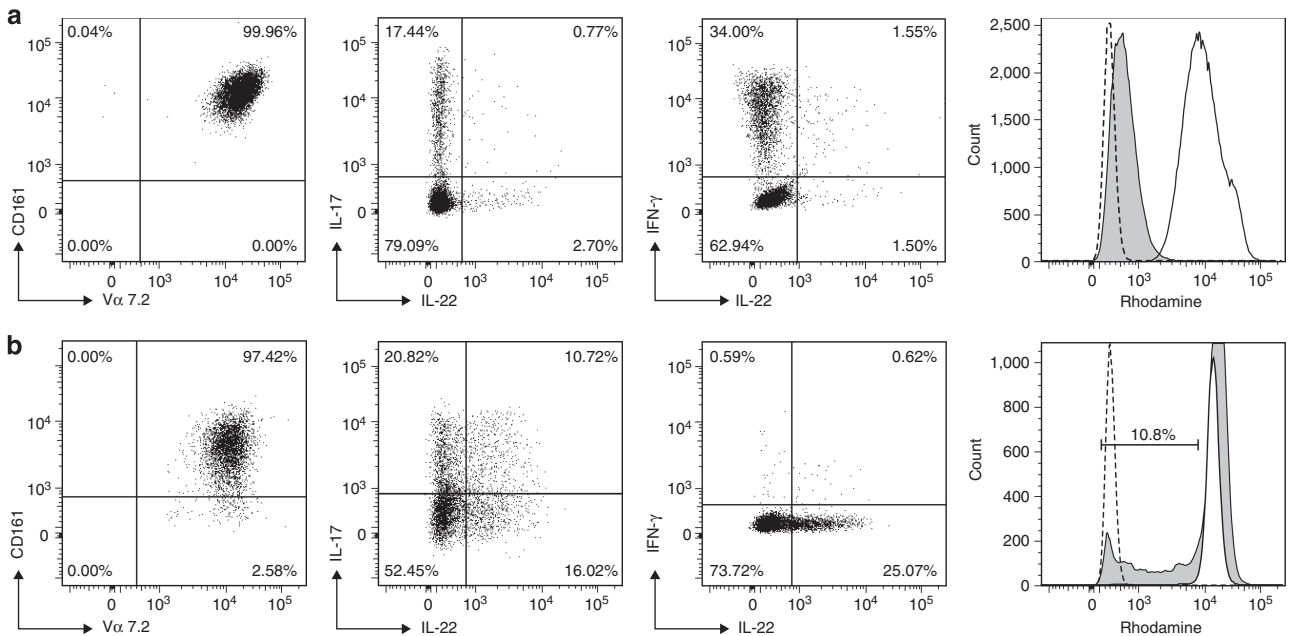 a
0.04% 99.96%
10⁵
10⁴
10³
0
0.00% 0.00%
CD161
0 10³ 10⁴ 10⁵
Vα 7.2
17.44% 0.77%
10⁵
10⁴
10³
0
79.09% 2.70%
IL-17
0 10³ 10⁴ 10⁵
IL-22
34.00% 1.55%
10⁵
10⁴
10³
0
62.94% 1.50%
IFN-γ
0 10³ 10⁴ 10⁵
IL-22
2,500
2,000
1,500
1,000
500
0
Count
0 10³ 10⁴ 10⁵
Rhodamine
b
0.00% 97.42%
10⁴
10³
0
0.00% 2.58%
CD161
0 10³ 10⁴ 10⁵
Vα 7.2
20.82% 10.72%
10⁵
10⁴
10³
0
52.45% 16.02%
IL-17
0 10³ 10⁴ 10⁵
IL-22
0.59% 0.62%
10⁵
10⁴
10³
0
73.72% 25.07%
IFN-γ
0 10³ 10⁴ 10⁵
IL-22
1,000
800
600
400
200
0
Count
10.8%
0 10³ 10⁴ 10⁵
Rhodamine